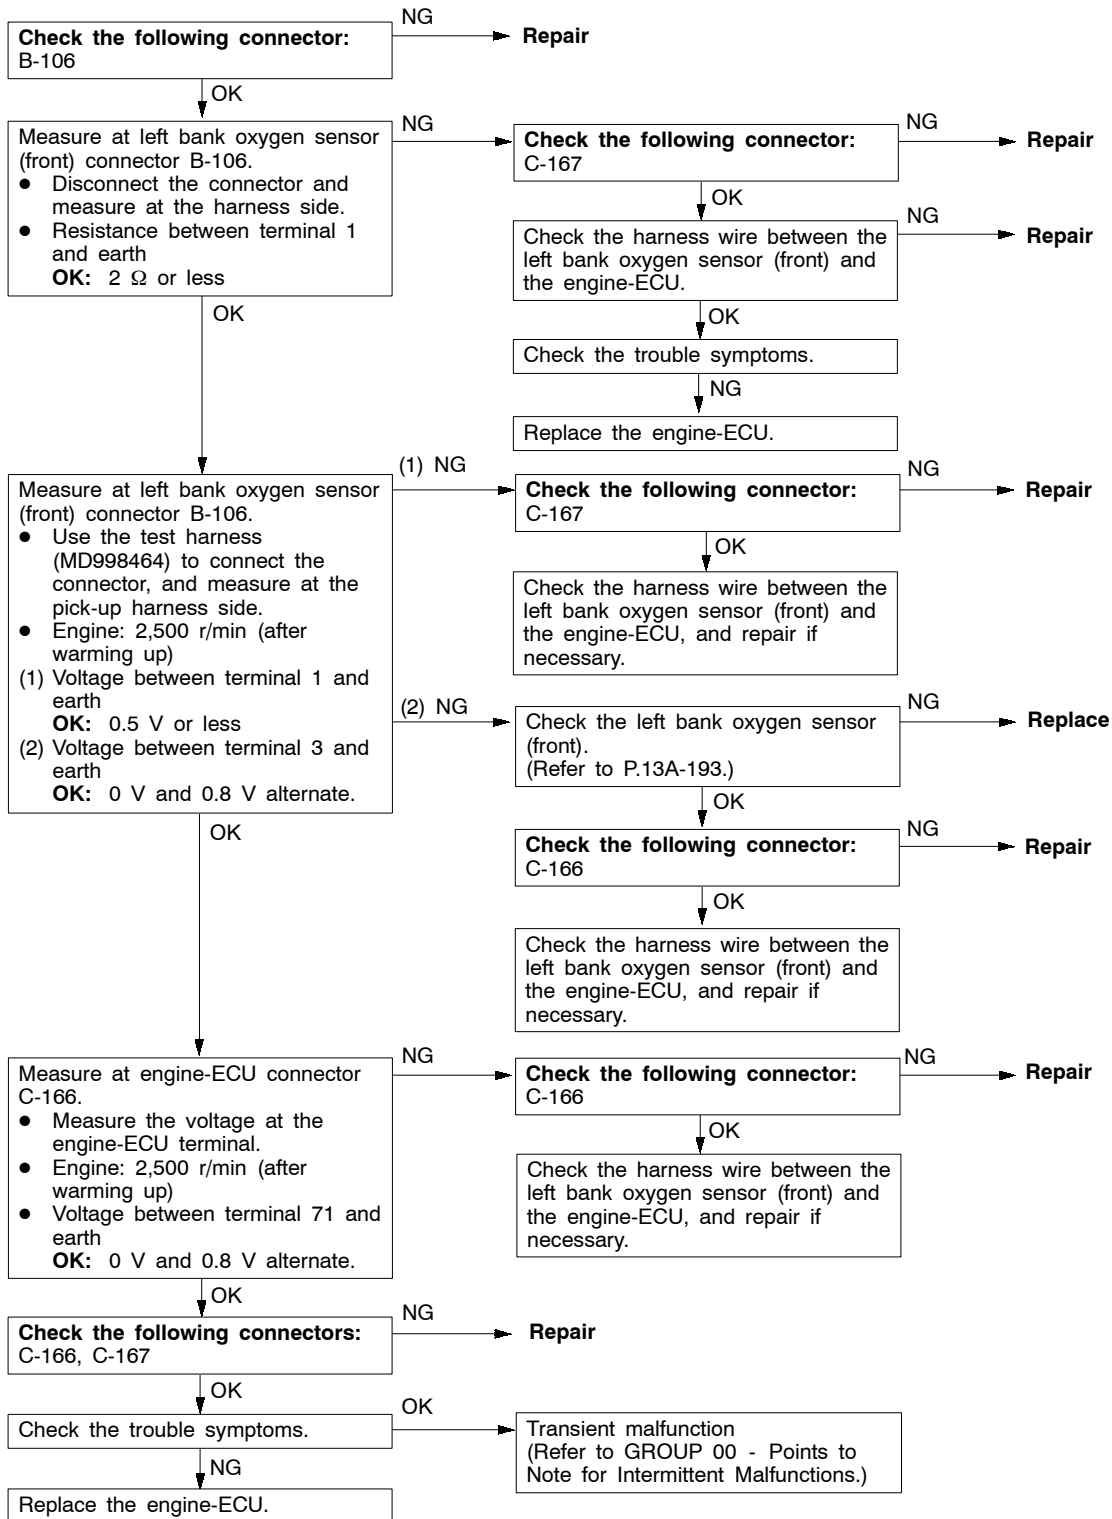 NG
Check the following connector:
B-106
Repair
OK
Measure at left bank oxygen sensor
(front) connector B-106.
● Disconnect the connector and
measure at the harness side.
● Resistance between terminal 1
and earth
OK: 2 Ω or less
NG
Check the following connector:
C-167
NG
Repair
OK
Check the harness wire between the
left bank oxygen sensor (front) and
the engine-ECU.
NG
Repair
OK
Check the trouble symptoms.
NG
Replace the engine-ECU.
OK
Measure at left bank oxygen sensor
(front) connector B-106.
● Use the test harness
(MD998464) to connect the
connector, and measure at the
pick-up harness side.
● Engine: 2,500 r/min (after
warming up)
(1) Voltage between terminal 1 and
earth
OK: 0.5 V or less
(2) Voltage between terminal 3 and
earth
OK: 0 V and 0.8 V alternate.
(1) NG
Check the following connector:
C-167
NG
Repair
OK
Check the harness wire between the
left bank oxygen sensor (front) and
the engine-ECU, and repair if
necessary.
(2) NG
Check the left bank oxygen sensor
(front).
(Refer to P.13A-193.)
NG
Replace
OK
Check the following connector:
C-166
NG
Repair
OK
Check the harness wire between the
left bank oxygen sensor (front) and
the engine-ECU, and repair if
necessary.
OK
Measure at engine-ECU connector
C-166.
● Measure the voltage at the
engine-ECU terminal.
● Engine: 2,500 r/min (after
warming up)
● Voltage between terminal 71 and
earth
OK: 0 V and 0.8 V alternate.
NG
Check the following connector:
C-166
NG
Repair
OK
Check the harness wire between the
left bank oxygen sensor (front) and
the engine-ECU, and repair if
necessary.
OK
Check the following connectors:
C-166, C-167
NG
Repair
OK
Check the trouble symptoms.
OK
Transient malfunction
(Refer to GROUP 00 - Points to
Note for Intermittent Malfunctions.)
NG
Replace the engine-ECU.